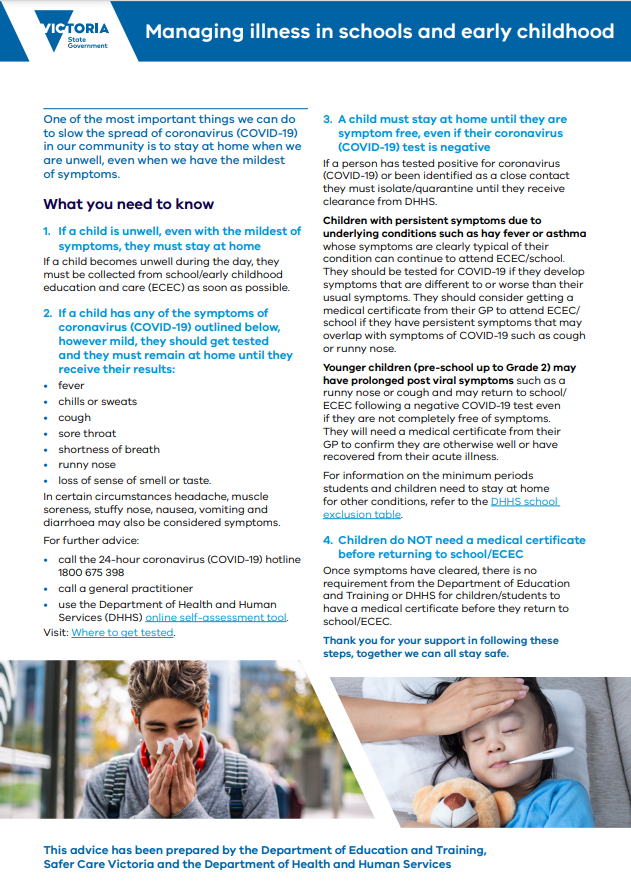 VICTORIA
State
Government
Managing illness in schools and early childhood
One of the most important things we can do
to slow the spread of coronavirus (COVID-19)
in our community is to stay at home when we
are unwell, even when we have the mildest
of symptoms.
What you need to know
1. If a child is unwell, even with the mildest of
symptoms, they must stay at home
If a child becomes unwell during the day, they
must be collected from school/early childhood
education and care (ECEC) as soon as possible.
2. If a child has any of the symptoms of
coronavirus (COVID-19) outlined below,
however mild, they should get tested
and they must remain at home until they
receive their results:
• fever
• chills or sweats
• cough
• sore throat
• shortness of breath
• runny nose
• loss of sense of smell or taste.
In certain circumstances headache, muscle
soreness, stuffy nose, nausea, vomiting and
diarrhoea may also be considered symptoms.
For further advice:
• call the 24-hour coronavirus (COVID-19) hotline
1800 675 398
• call a general practitioner
• use the Department of Health and Human
Services (DHHS) online self-assessment tool.
Visit: Where to get tested.
3. A child must stay at home until they are
symptom free, even if their coronavirus
(COVID-19) test is negative
If a person has tested positive for coronavirus
(COVID-19) or been identified as a close contact
they must isolate/quarantine until they receive
clearance from DHHS.
Children with persistent symptoms due to
underlying conditions such as hay fever or asthma
whose symptoms are clearly typical of their
condition can continue to attend ECEC/school.
They should be tested for COVID-19 if they develop
symptoms that are different to or worse than their
usual symptoms. They should consider getting a
medical certificate from their GP to attend ECEC/
school if they have persistent symptoms that may
overlap with symptoms of COVID-19 such as cough
or runny nose.
Younger children (pre-school up to Grade 2) may
have prolonged post viral symptoms such as a
runny nose or cough and may return to school/
ECEC following a negative COVID-19 test even
if they are not completely free of symptoms.
They will need a medical certificate from their
GP to confirm they are otherwise well or have
recovered from their acute illness.
For information on the minimum periods
students and children need to stay at home
for other conditions, refer to the DHHS school
exclusion table.
4. Children do NOT need a medical certificate
before returning to school/ECEC
Once symptoms have cleared, there is no
requirement from the Department of Education
and Training or DHHS for children/students to
have a medical certificate before they return to
school/ECEC.
Thank you for your support in following these
steps, together we can all stay safe.
This advice has been prepared by the Department of Education and Training,
Safer Care Victoria and the Department of Health and Human Services